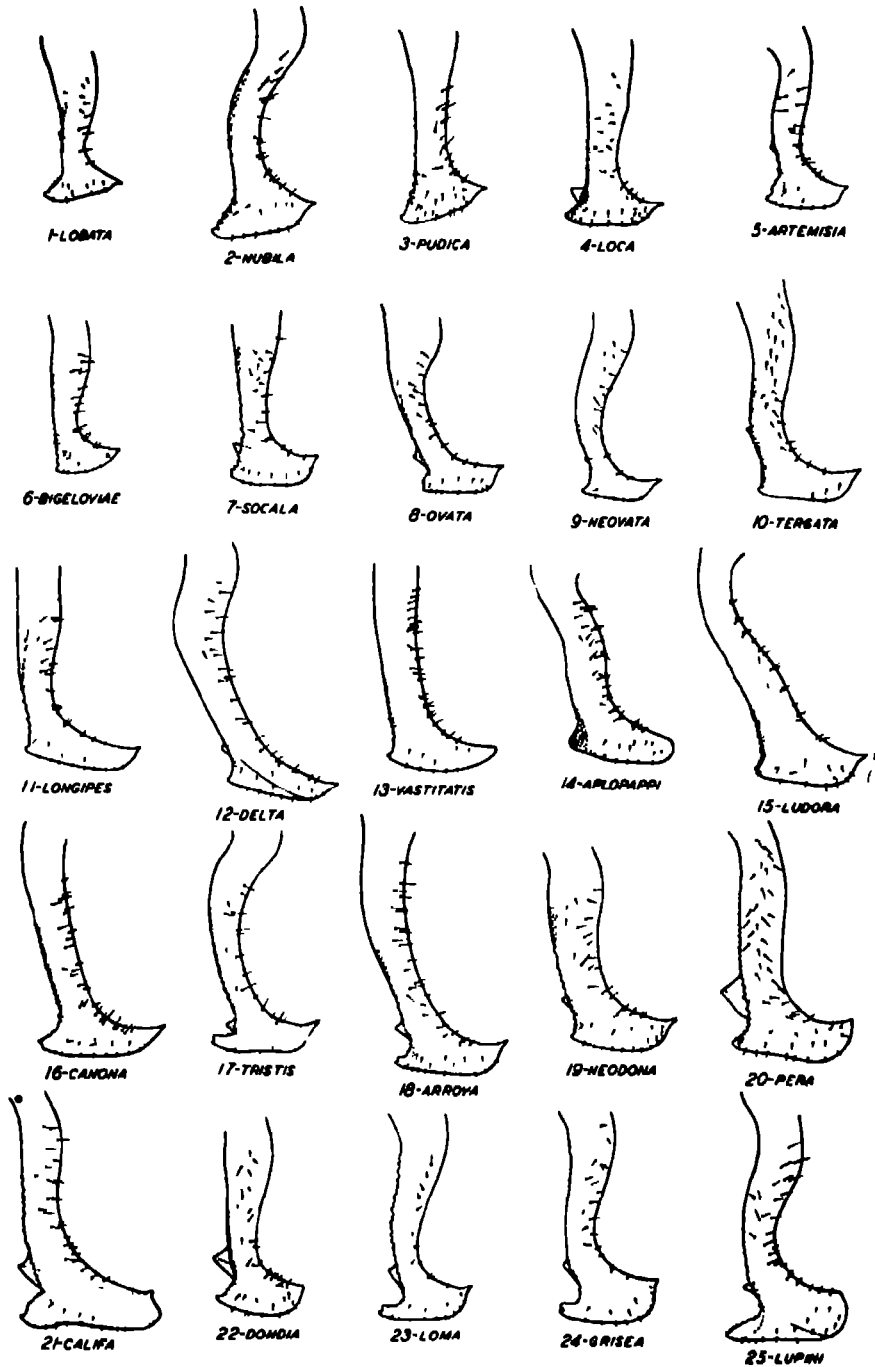 1-LOBATA
2-NUBILA
3-PUDICA
4-LOCA
5-ARTEMISIA
6-BIGELOVIAE
7-SOCALA
8-OVATA
9-NEOVATA
10-TERGATA
11-LONGIPES
12-DELTA
13-VASTITATIS
14-APLOPAPPI
15-LUDORA
16-CANONA
17-TRISTIS
18-ARROYA
19-NEODONA
20-PERA
21-CALIFA
22-DONDIA
23-LOMA
24-GRISEA
25-LUPINI